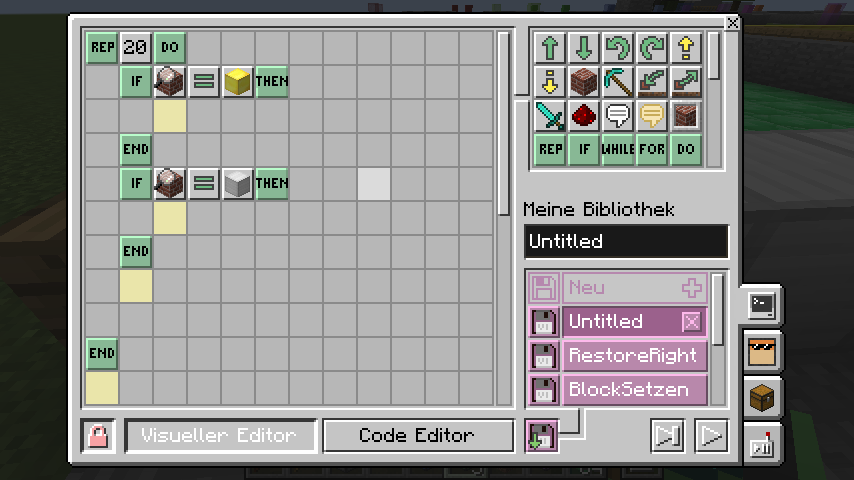 REP 20 DO
IF THEN
END
IF THEN
END
END
REP IF WHILE FOR DO
Meine Bibliothek
Untitled
Neu
Untitled
RestoreRight
BlockSetzen
Visueller Editor
Code Editor